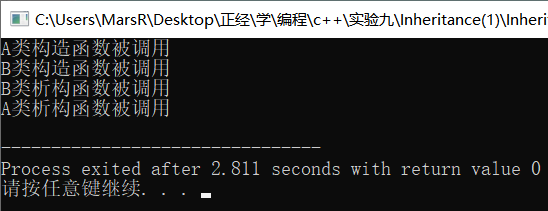 C:\Users\MarsR\Desktop\正经\学\编程\c++\实验九\Inheritance(1)\Inheri
A类构造函数被调用
B类构造函数被调用
B类析构函数被调用
A类析构函数被调用
--------------------------------
Process exited after 2.811 seconds with return value 0
请按任意键继续. . .